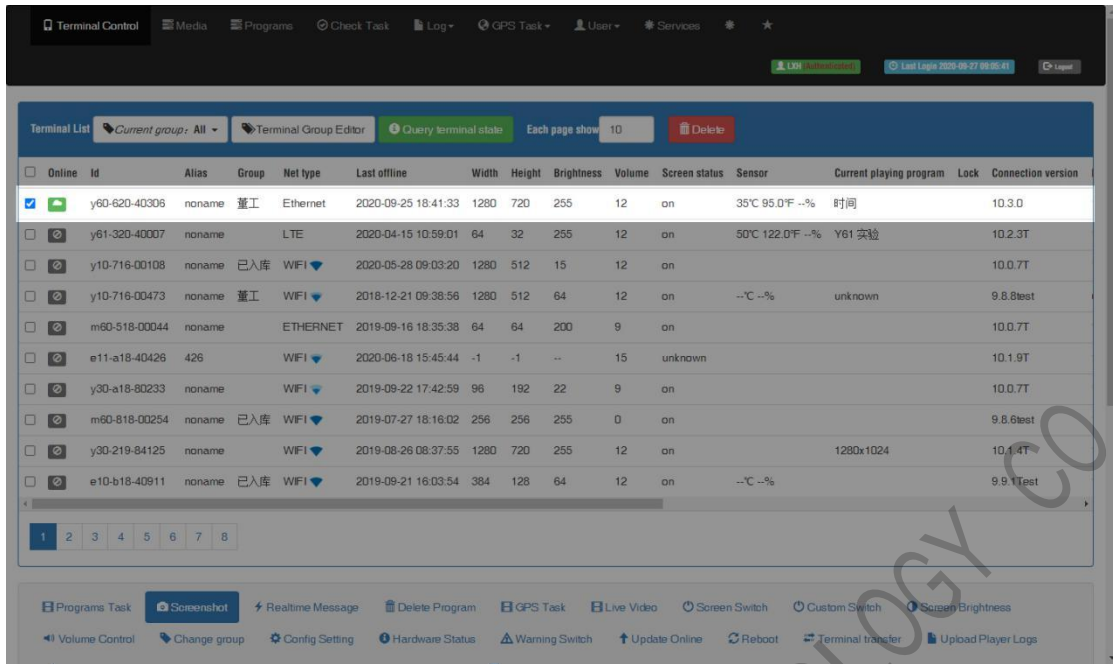 Terminal Control Media Programs Check Task Log GPS Task User Services
LXH (Authenticated) Last Login 2020-09-27 09:05:41 Logout
Terminal List Current group: All Terminal Group Editor Query terminal state Each page show 10 Delete
Online Id Alias Group Net type Last offline Width Height Brightness Volume Screen status Sensor Current playing program Lock Connection version
y60-620-40306 noname 董工 Ethernet 2020-09-25 18:41:33 1280 720 255 12 on 35℃ 95.0℉ --% 时间 10.3.0
y61-320-40007 noname LTE 2020-04-15 10:59:01 64 32 255 12 on 50℃ 122.0℉ --% Y61 实验 10.2.3T
y10-716-00108 noname 已入库 WIFI 2020-05-28 09:03:20 1280 512 15 12 on 10.0.7T
y10-716-00473 noname 董工 WIFI 2018-12-21 09:38:56 1280 512 64 12 on --℃ --% unknown 9.8.8test
m60-518-00044 noname ETHERNET 2019-09-16 18:35:38 64 64 200 9 on 10.0.7T
e11-a18-40426 426 WIFI 2020-06-18 15:45:44 -1 -1 -- 15 unknown 10.1.9T
y30-a18-80233 noname WIFI 2019-09-22 17:42:59 96 192 22 9 on 10.0.7T
m60-818-00254 noname 已入库 WIFI 2019-07-27 18:16:02 256 256 255 0 on 9.8.6test
y30-219-84125 noname WIFI 2019-08-26 08:37:55 1280 720 255 12 on 1280x1024 10.1.4T
e10-b18-40911 noname 已入库 WIFI 2019-09-21 16:03:54 384 128 64 12 on --℃ --% 9.9.1Test
1 2 3 4 5 6 7 8
Programs Task Screenshot Realtime Message Delete Program GPS Task Live Video Screen Switch Custom Switch Screen Brightness
Volume Control Change group Config Setting Hardware Status Warning Switch Update Online Reboot Terminal transfer Upload Player Logs
OLOGY CO